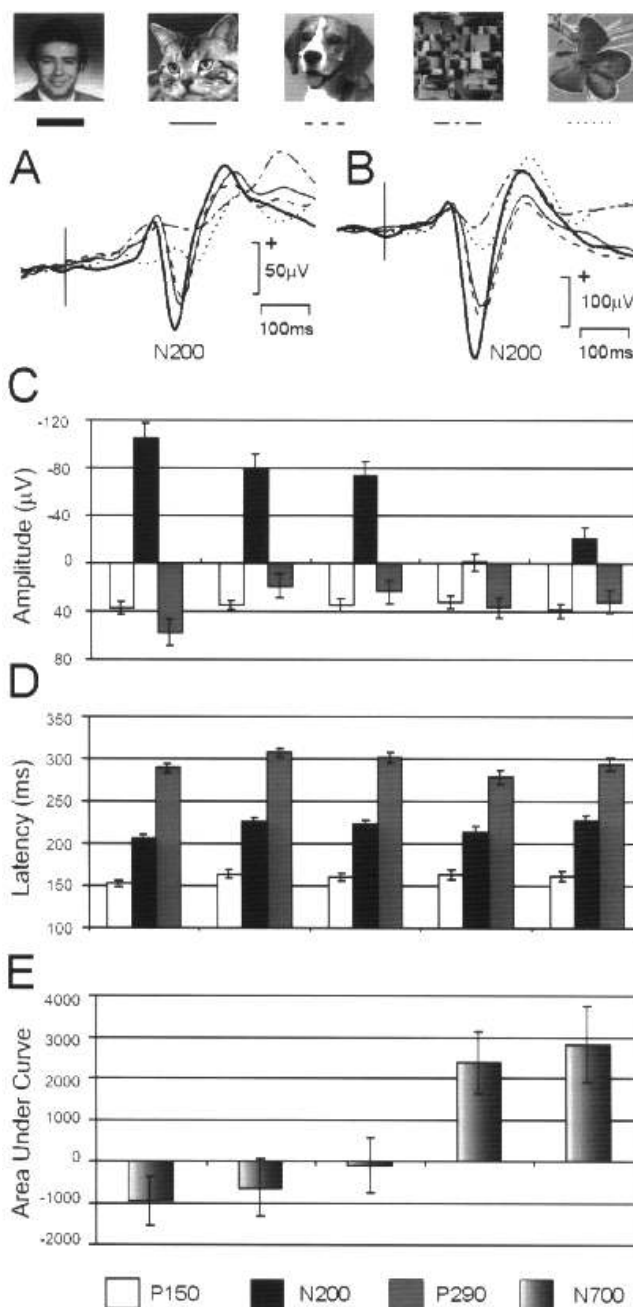 A
B
+
50μV
100ms
N200
+
100μV
100ms
N200
C
Amplitude (μV)
-120
-80
-40
0
40
80
D
Latency (ms)
350
300
250
200
150
100
E
Area Under Curve
4000
3000
2000
1000
0
-1000
-2000
P150 N200 P290 N700